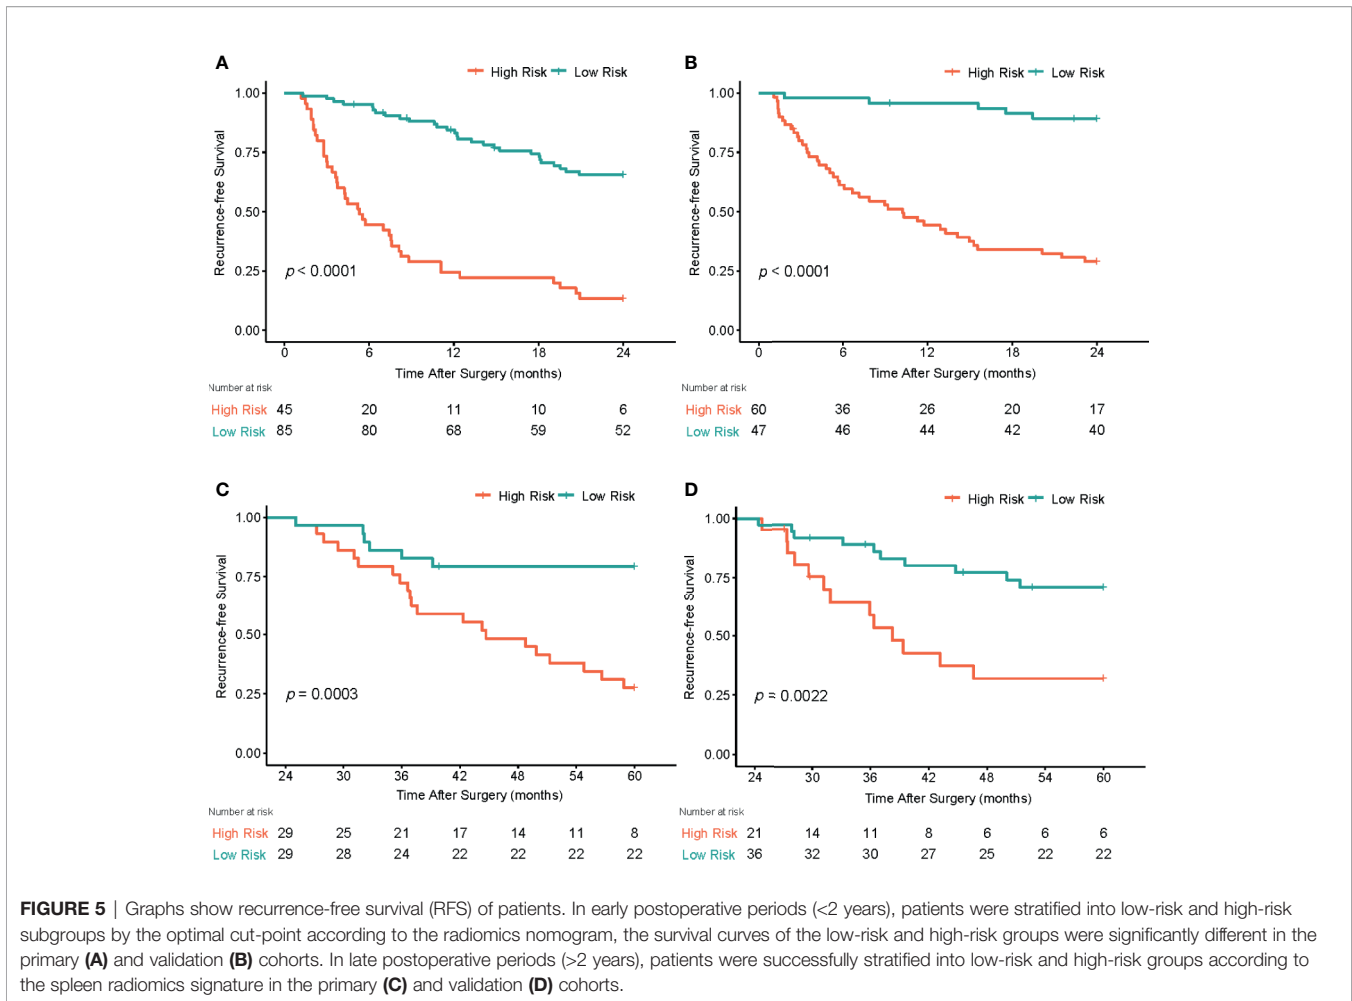 A
High Risk Low Risk
1.00
0.75
0.50
0.25
0.00
Recurrence-free Survival
p < 0.0001
0 6 12 18 24
Time After Surgery (months)
Number at risk
High Risk 45 20 11 10 6
Low Risk 85 80 68 59 52
B
High Risk Low Risk
1.00
0.75
0.50
0.25
0.00
Recurrence-free Survival
p < 0.0001
0 6 12 18 24
Time After Surgery (months)
Number at risk
High Risk 60 36 26 20 17
Low Risk 47 46 44 42 40
C
High Risk Low Risk
1.00
0.75
0.50
0.25
0.00
Recurrence-free Survival
p = 0.0003
24 30 36 42 48 54 60
Time After Surgery (months)
Number at risk
High Risk 29 25 21 17 14 11 8
Low Risk 29 28 24 22 22 22 22
D
High Risk Low Risk
1.00
0.75
0.50
0.25
0.00
Recurrence-free Survival
p = 0.0022
24 30 36 42 48 54 60
Time After Surgery (months)
Number at risk
High Risk 21 14 11 8 6 6 6
Low Risk 36 32 30 27 25 22 22
FIGURE 5 | Graphs show recurrence-free survival (RFS) of patients. In early postoperative periods (<2 years), patients were stratified into low-risk and high-risk
subgroups by the optimal cut-point according to the radiomics nomogram, the survival curves of the low-risk and high-risk groups were significantly different in the
primary (A) and validation (B) cohorts. In late postoperative periods (>2 years), patients were successfully stratified into low-risk and high-risk groups according to
the spleen radiomics signature in the primary (C) and validation (D) cohorts.